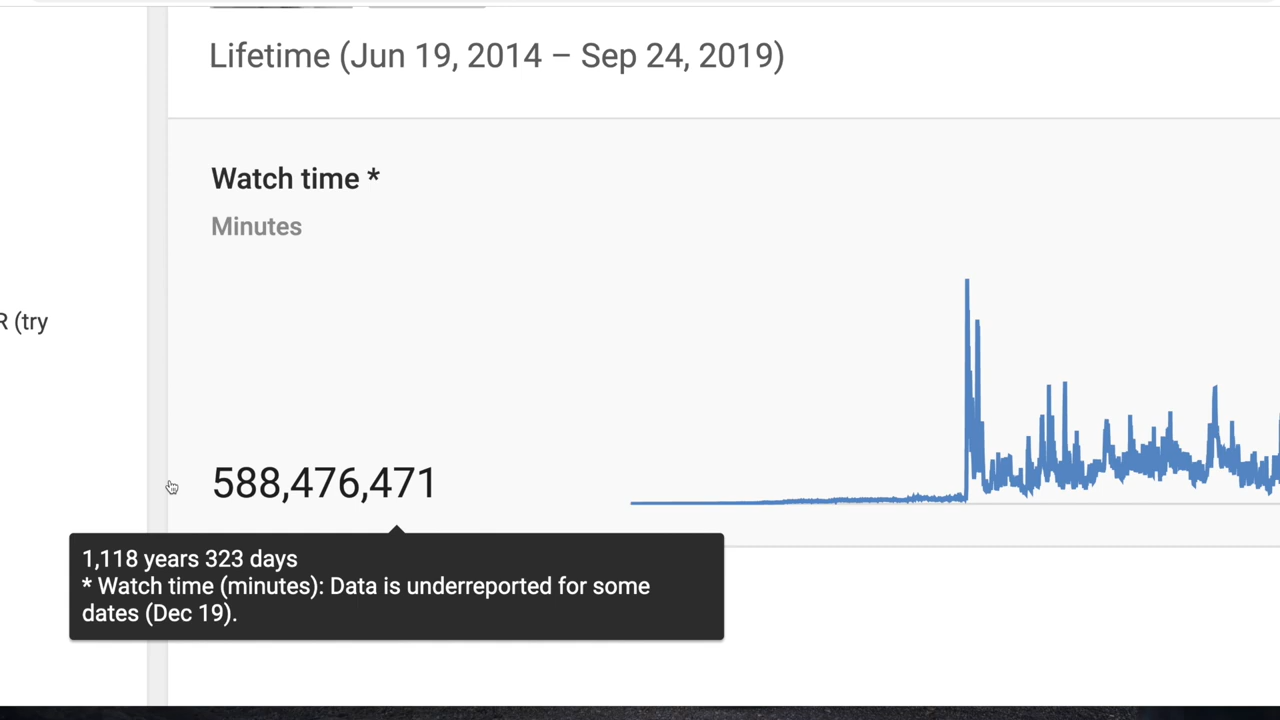 Lifetime (Jun 19, 2014 – Sep 24, 2019)
Watch time *
Minutes
R (try
588,476,471
1,118 years 323 days
* Watch time (minutes): Data is underreported for some
dates (Dec 19).